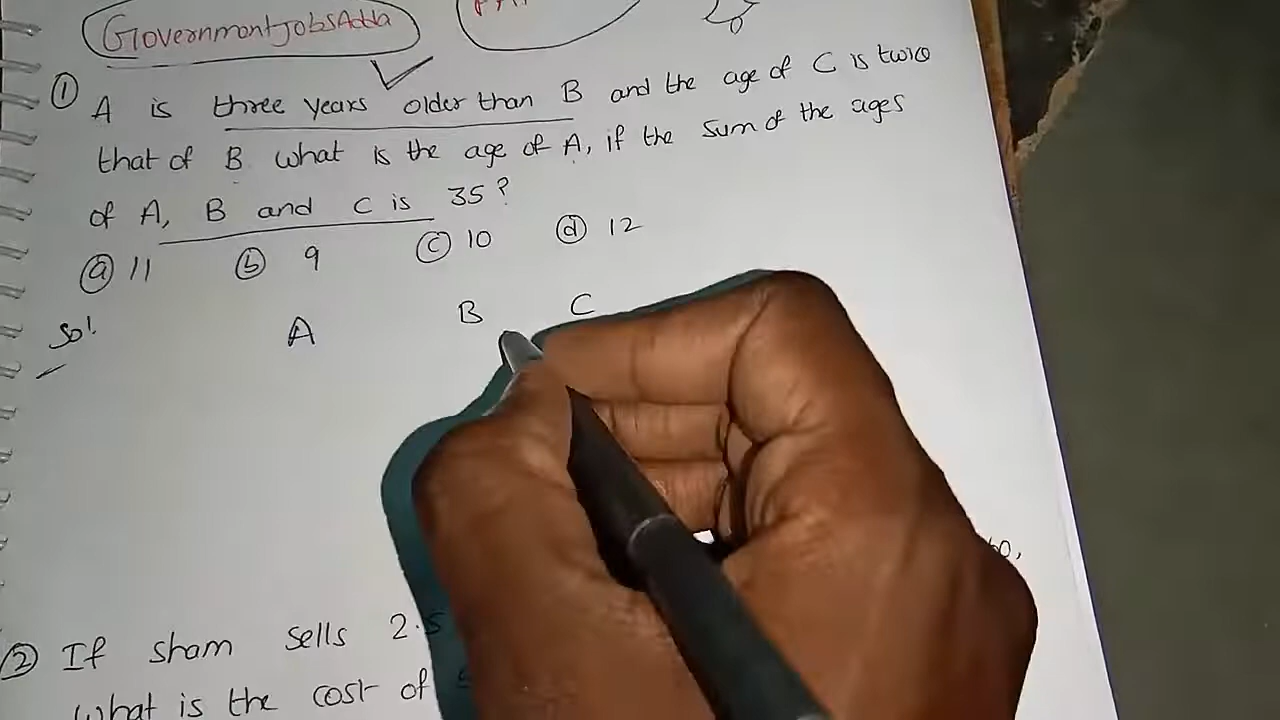 GovernmentJobsAdda
① A is three years older than B and the age of C is twice
that of B what is the age of A, if the sum of the ages
of A, B and C is 35?
ⓐ 11 ⓑ 9 ⓒ 10 ⓓ 12
Sol
A B C
② If sham sells 2.5
what is the cost of